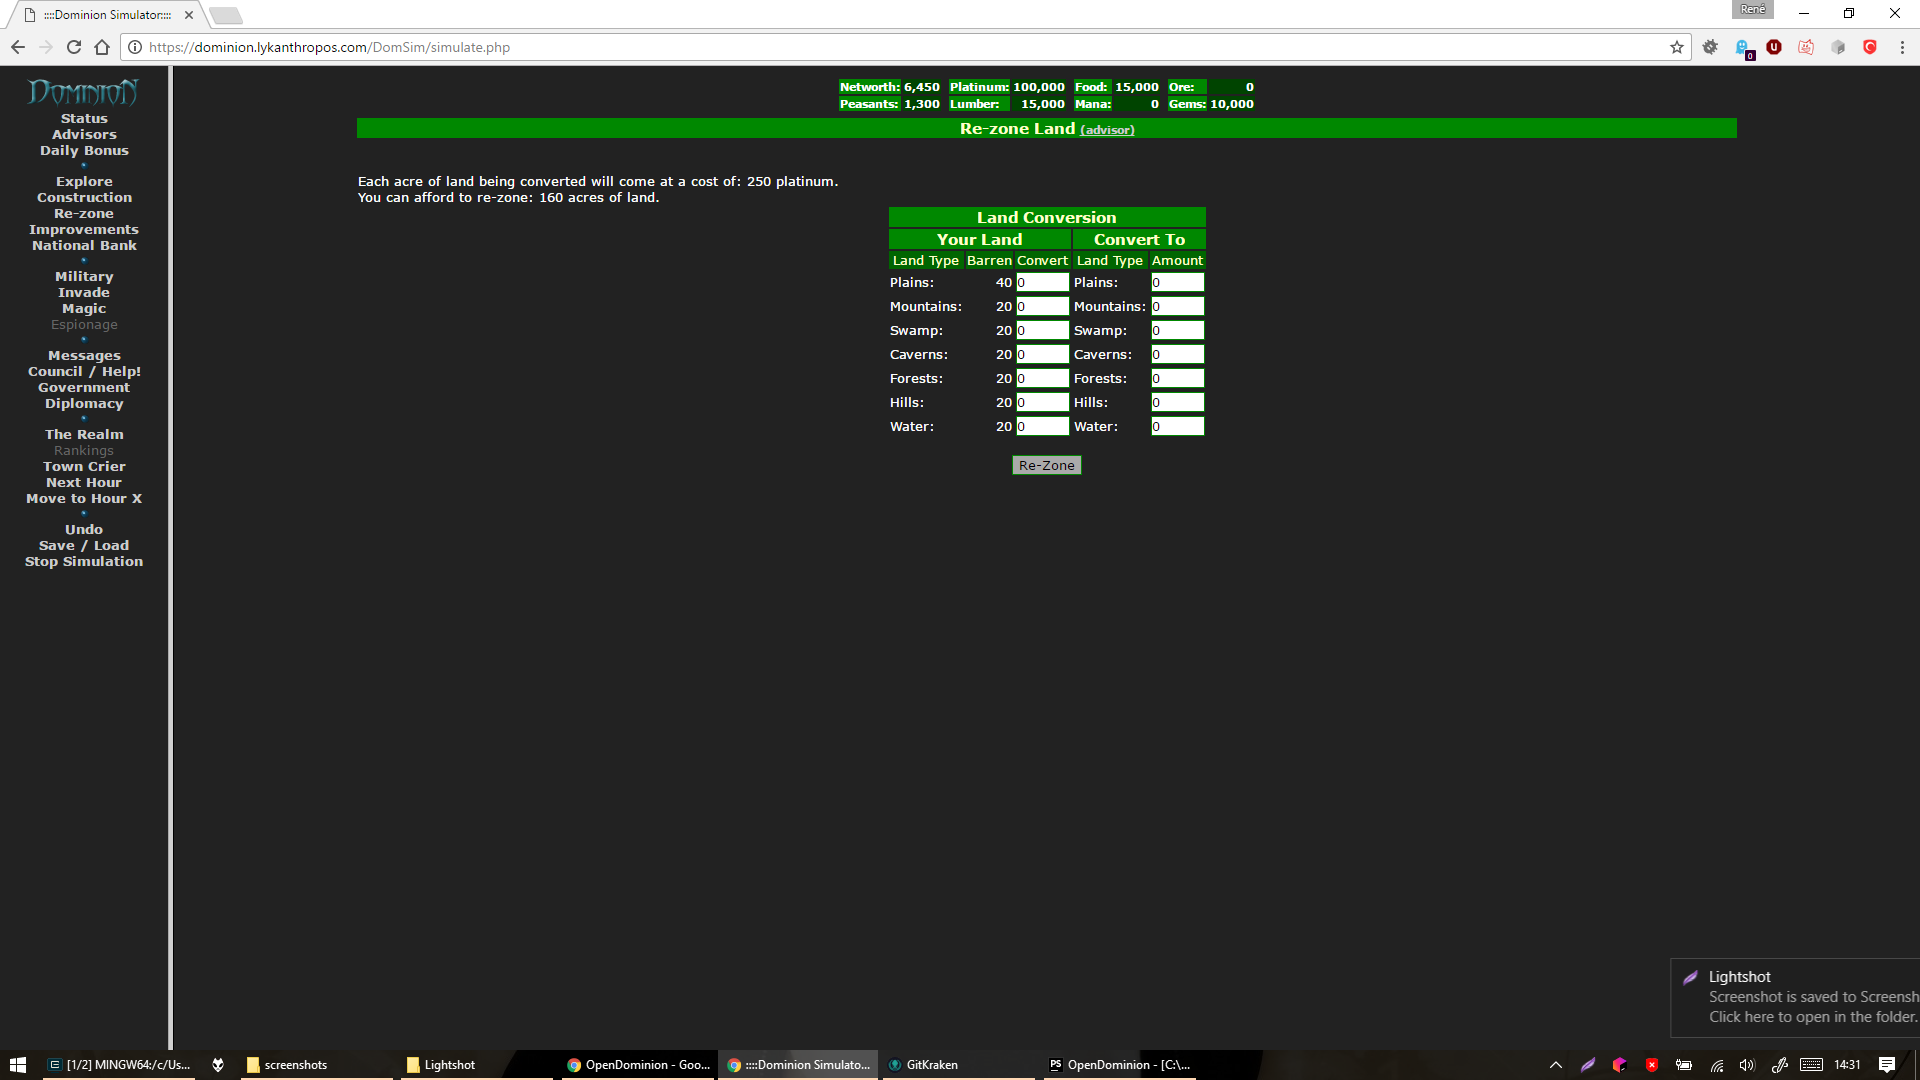 ::::Dominion Simulator::::
René
https://dominion.lykanthropos.com/DomSim/simulate.php
0
DOMINION
Status
Advisors
Daily Bonus
Explore
Construction
Re-zone
Improvements
National Bank
Military
Invade
Magic
Espionage
Messages
Council / Help!
Government
Diplomacy
The Realm
Rankings
Town Crier
Next Hour
Move to Hour X
Undo
Save / Load
Stop Simulation
Networth: 6,450 Platinum: 100,000 Food: 15,000 Ore: 0
Peasants: 1,300 Lumber: 15,000 Mana: 0 Gems: 10,000
Re-zone Land (advisor)
Each acre of land being converted will come at a cost of: 250 platinum.
You can afford to re-zone: 160 acres of land.
Land Conversion
Your Land Convert To
Land Type Barren Convert Land Type Amount
Plains: 40 0 Plains: 0
Mountains: 20 0 Mountains: 0
Swamp: 20 0 Swamp: 0
Caverns: 20 0 Caverns: 0
Forests: 20 0 Forests: 0
Hills: 20 0 Hills: 0
Water: 20 0 Water: 0
Re-Zone
Lightshot
Screenshot is saved to Screensh
Click here to open in the folder.
[1/2] MINGW64:/c/Us... screenshots Lightshot OpenDominion - Goo... ::::Dominion Simulato... GitKraken PS OpenDominion - [C:\... 14:31